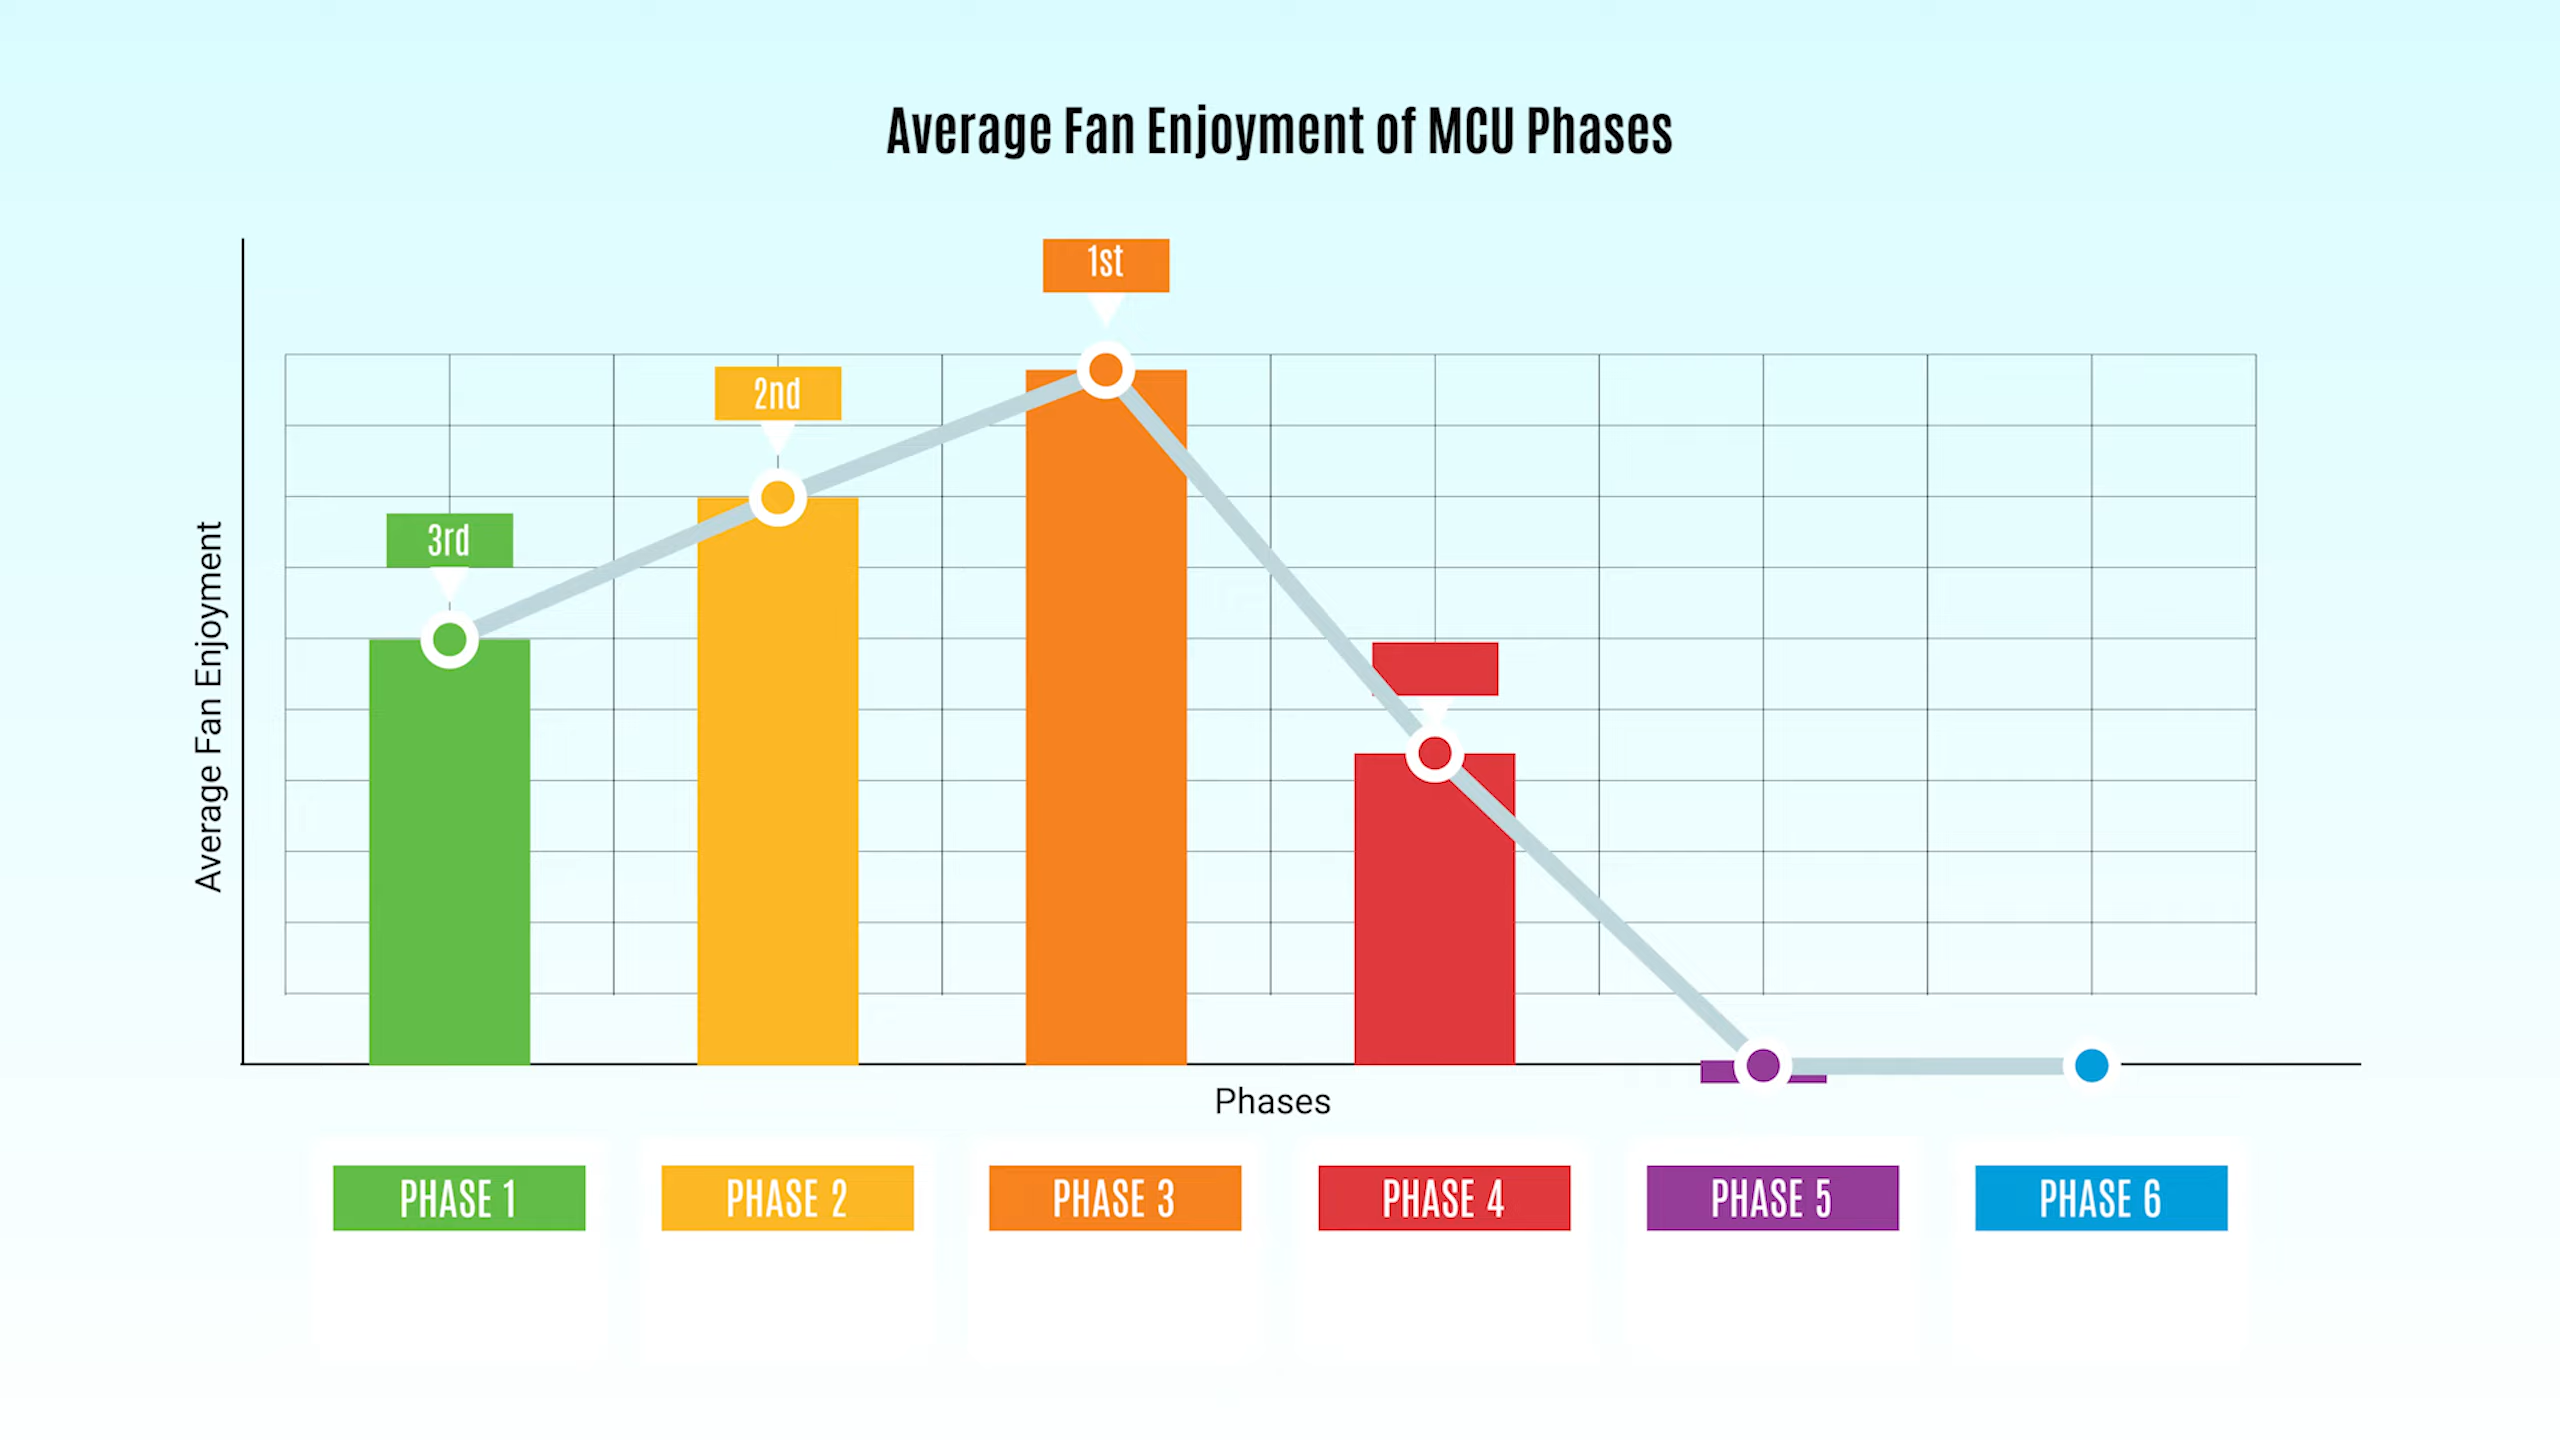 Average Fan Enjoyment of MCU Phases
1st
2nd
3rd
Average Fan Enjoyment
Phases
PHASE 1
PHASE 2
PHASE 3
PHASE 4
PHASE 5
PHASE 6